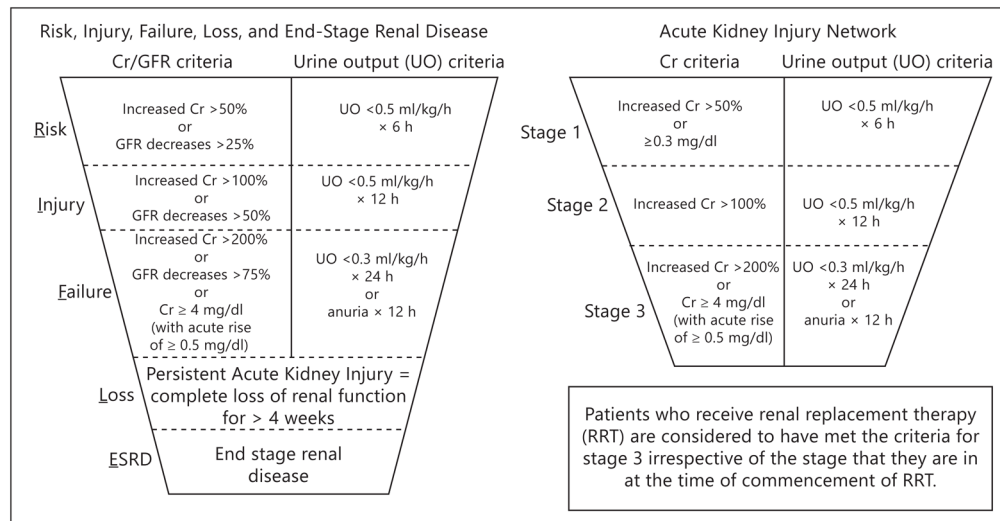 Risk, Injury, Failure, Loss, and End-Stage Renal Disease
Cr/GFR criteria
Urine output (UO) criteria
Risk
Increased Cr >50%
or
GFR decreases >25%
UO <0.5 ml/kg/h
× 6 h
Injury
Increased Cr >100%
or
GFR decreases >50%
UO <0.5 ml/kg/h
× 12 h
Failure
Increased Cr >200%
or
GFR decreases >75%
or
Cr ≥ 4 mg/dl
(with acute rise
of ≥ 0.5 mg/dl)
UO <0.3 ml/kg/h
× 24 h
or
anuria × 12 h
Loss
Persistent Acute Kidney Injury =
complete loss of renal function
for > 4 weeks
ESRD
End stage renal
disease
Acute Kidney Injury Network
Cr criteria
Urine output (UO) criteria
Stage 1
Increased Cr >50%
or
≥0.3 mg/dl
UO <0.5 ml/kg/h
× 6 h
Stage 2
Increased Cr >100%
UO <0.5 ml/kg/h
× 12 h
Stage 3
Increased Cr >200%
or
Cr ≥ 4 mg/dl
(with acute rise
of ≥ 0.5 mg/dl)
UO <0.3 ml/kg/h
× 24 h
or
anuria × 12 h
Patients who receive renal replacement therapy
(RRT) are considered to have met the criteria for
stage 3 irrespective of the stage that they are in
at the time of commencement of RRT.